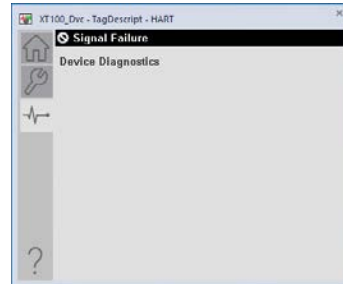 XT100_Dvc - TagDescript - HART
Signal Failure
Device Diagnostics
?